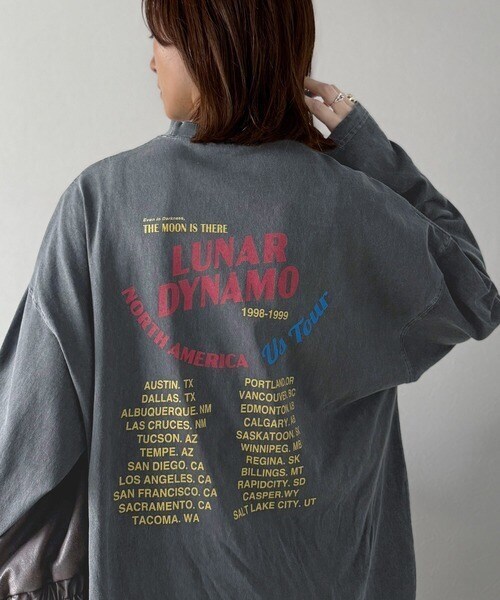 Even in Darkness,
THE MOON IS THERE
LUNAR
DYNAMO
1998-1999
NORTH AMERICA Us Tour
AUSTIN. TX
DALLAS. TX
ALBUQUERQUE. NM
LAS CRUCES. NM
TUCSON. AZ
TEMPE. AZ
SAN DIEGO. CA
LOS ANGELES. CA
SAN FRANCISCO. CA
SACRAMENTO. CA
TACOMA. WA
PORTLAND.OR
VANCOUVER. BC
EDMONTON.
CALGARY.
SASKATOON.
WINNIPEG. MB
REGINA. SK
BILLINGS. MT
RAPIDCITY. SD
CASPER.WY
SALT LAKE CITY. UT